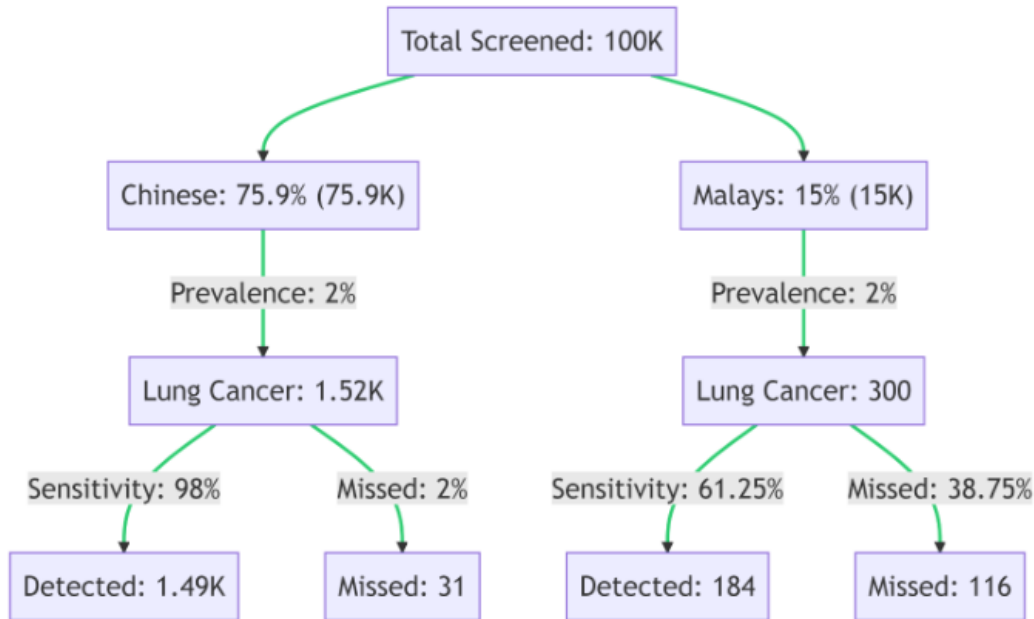 Total Screened: 100K
Chinese: 75.9% (75.9K)
Malays: 15% (15K)
Prevalence: 2%
Prevalence: 2%
Lung Cancer: 1.52K
Lung Cancer: 300
Sensitivity: 98%
Missed: 2%
Sensitivity: 61.25%
Missed: 38.75%
Detected: 1.49K
Missed: 31
Detected: 184
Missed: 116